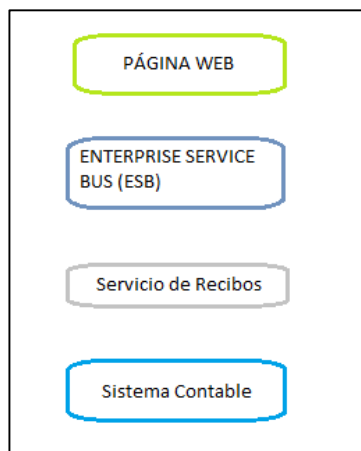 PÁGINA WEB
ENTERPRISE SERVICE
BUS (ESB)
Servicio de Recibos
Sistema Contable